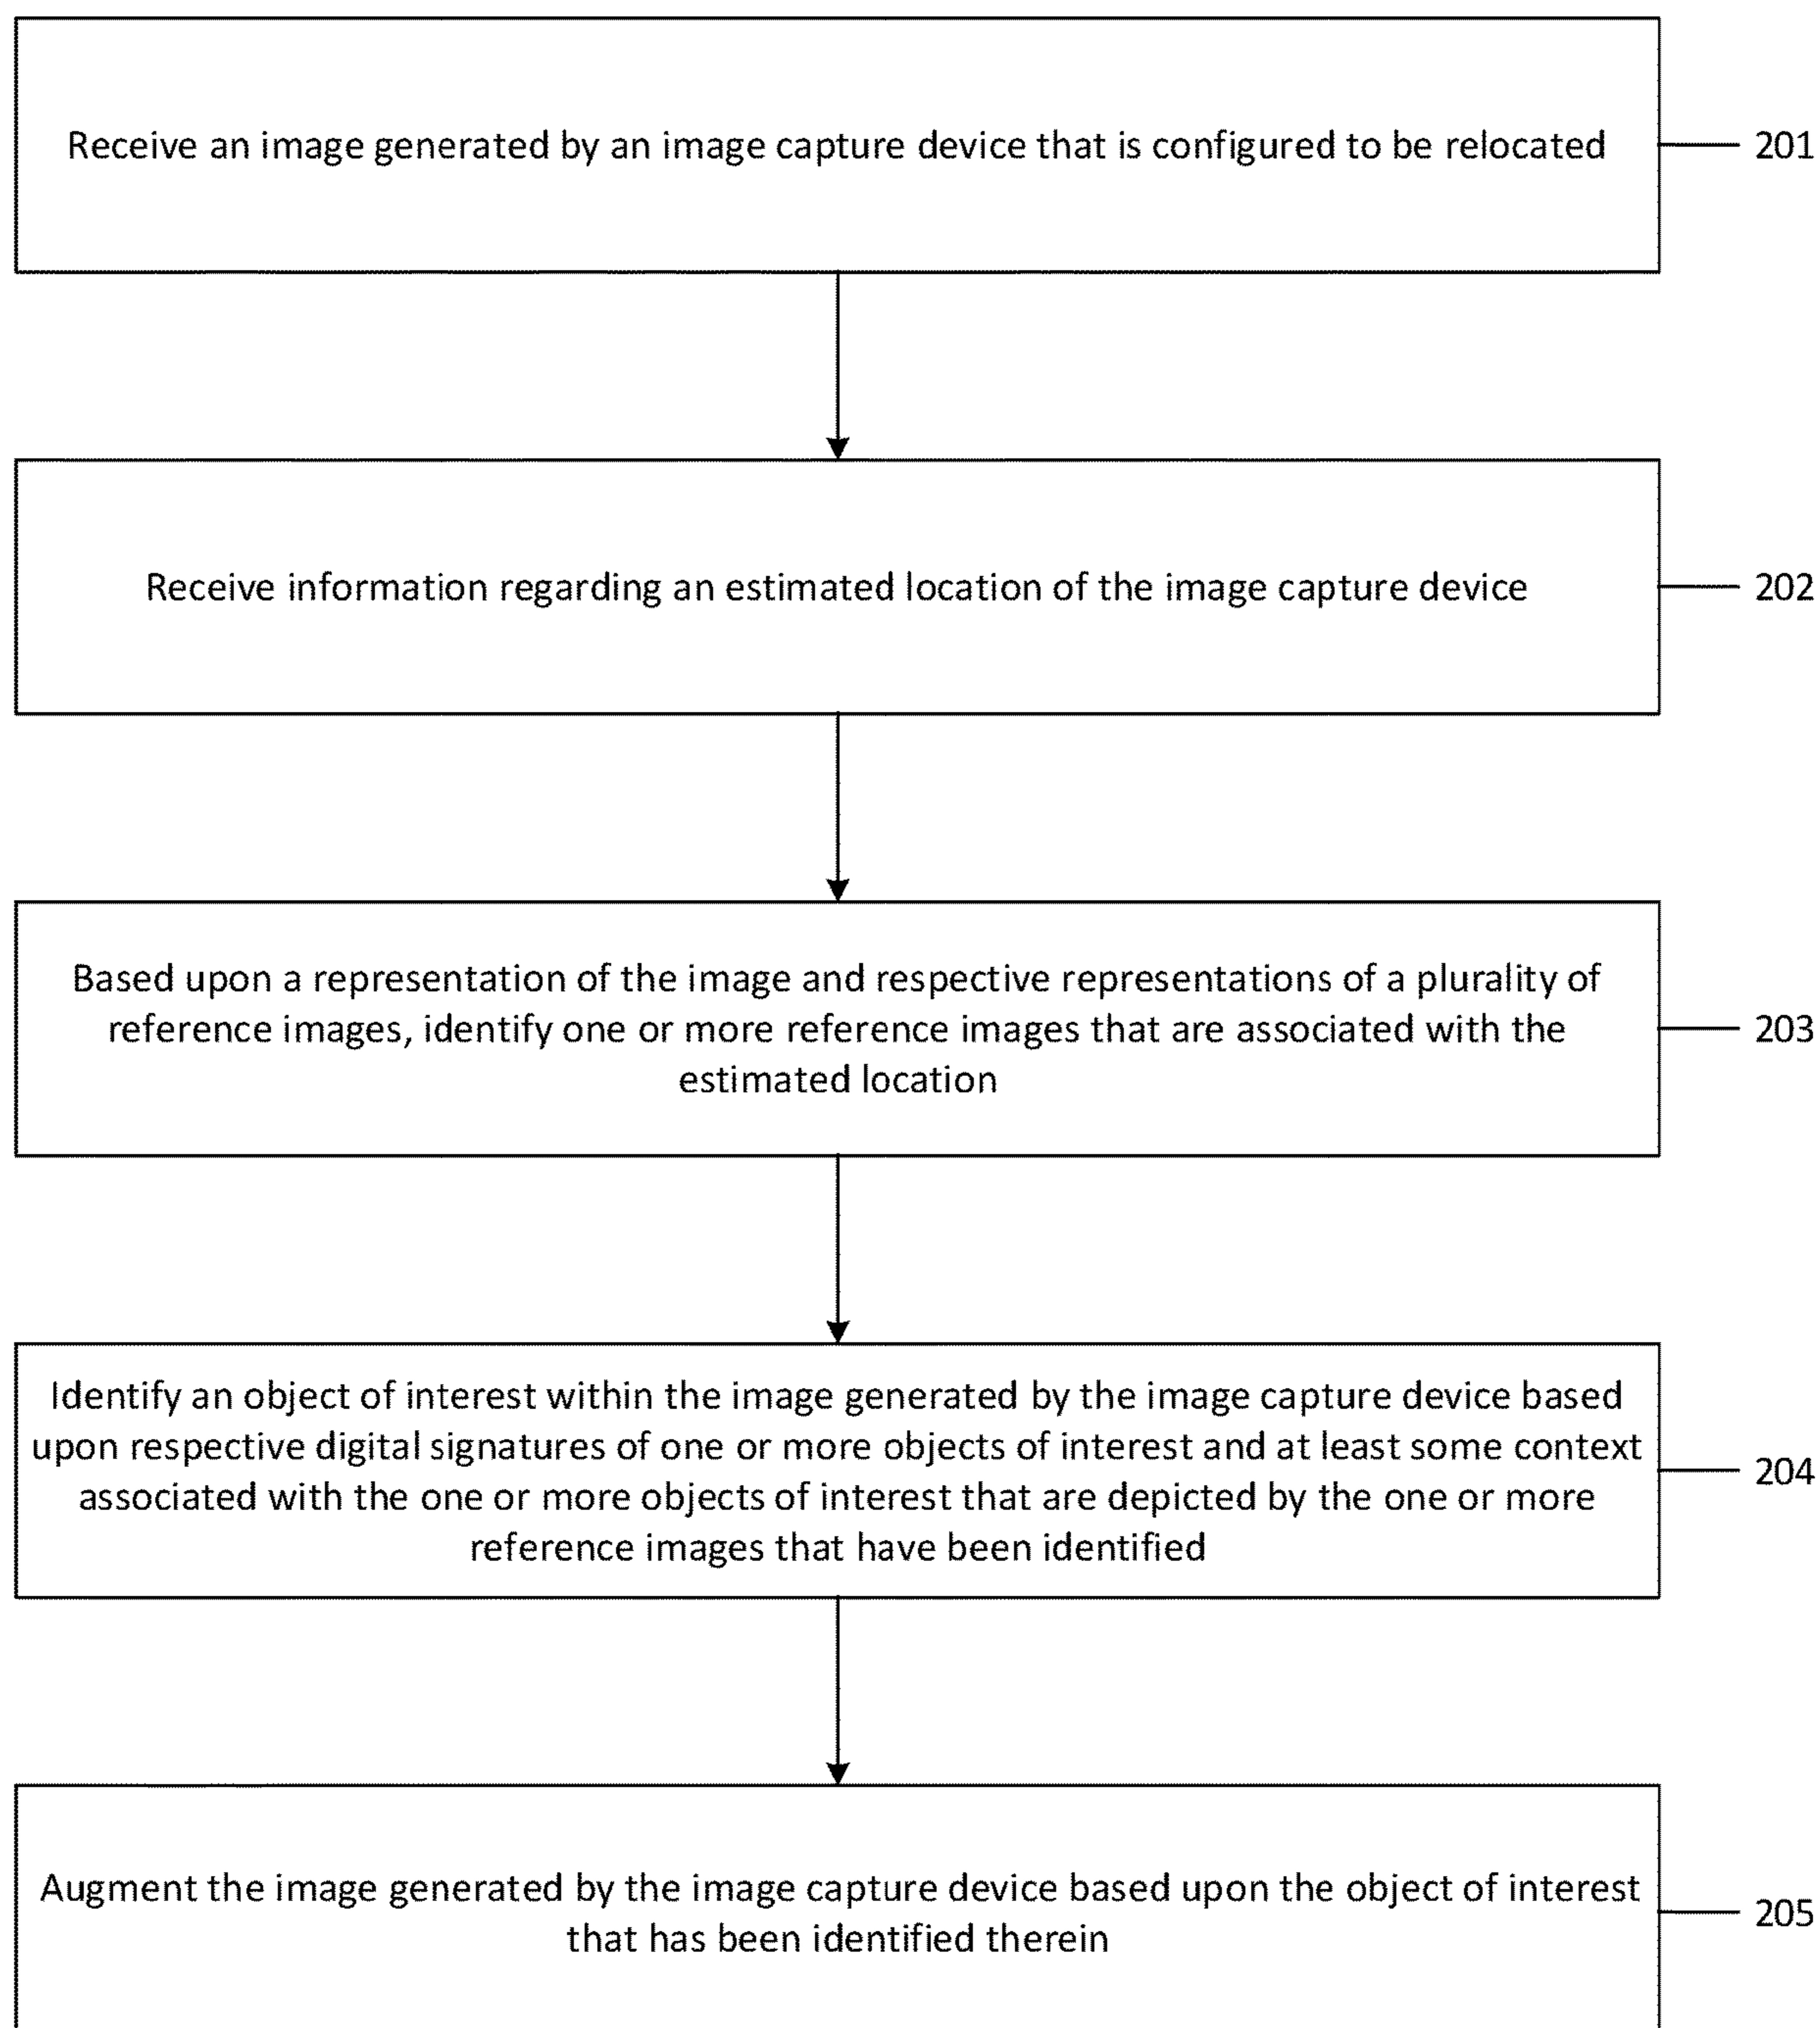 Receive an image generated by an image capture device that is configured to be relocated
201
Receive information regarding an estimated location of the image capture device
202
Based upon a representation of the image and respective representations of a plurality of
reference images, identify one or more reference images that are associated with the
estimated location
203
Identify an object of interest within the image generated by the image capture device based
upon respective digital signatures of one or more objects of interest and at least some context
associated with the one or more objects of interest that are depicted by the one or more
reference images that have been identified
204
Augment the image generated by the image capture device based upon the object of interest
that has been identified therein
205